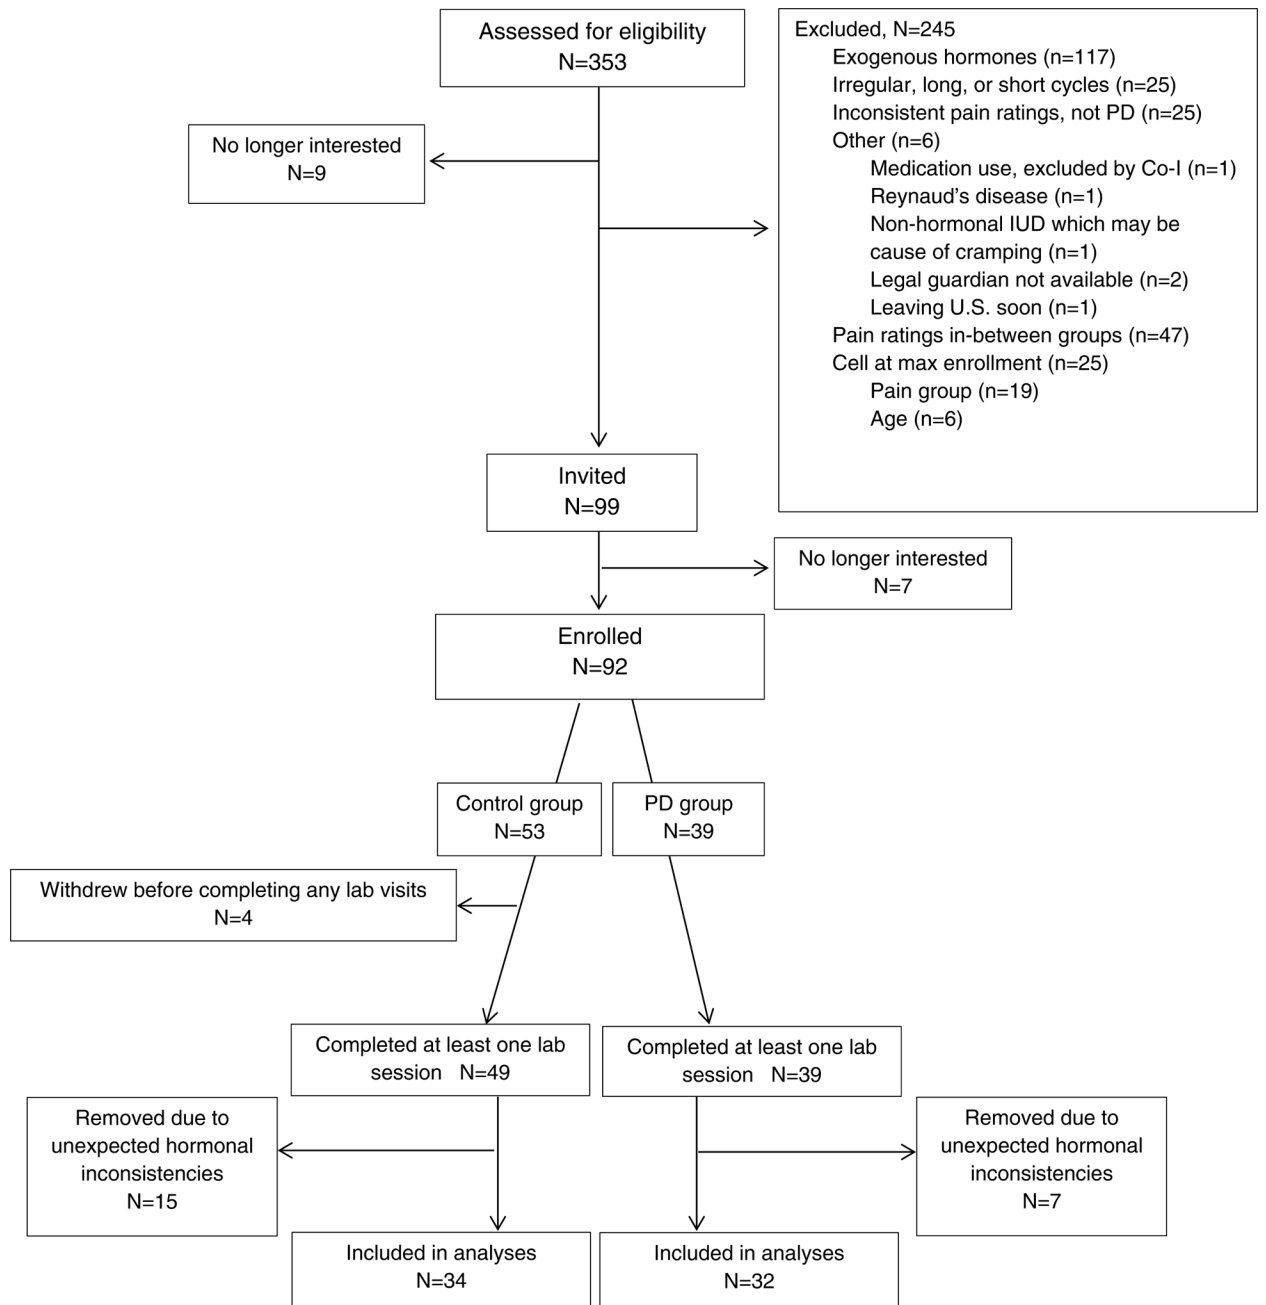 Assessed for eligibility
N=353
Excluded, N=245
Exogenous hormones (n=117)
Irregular, long, or short cycles (n=25)
Inconsistent pain ratings, not PD (n=25)
Other (n=6)
Medication use, excluded by Co-I (n=1)
Reynaud’s disease (n=1)
Non-hormonal IUD which may be
cause of cramping (n=1)
Legal guardian not available (n=2)
Leaving U.S. soon (n=1)
Pain ratings in-between groups (n=47)
Cell at max enrollment (n=25)
Pain group (n=19)
Age (n=6)
No longer interested
N=9
Invited
N=99
No longer interested
N=7
Enrolled
N=92
Control group
N=53
PD group
N=39
Withdrew before completing any lab visits
N=4
Completed at least one lab
session N=49
Completed at least one lab
session N=39
Removed due to
unexpected hormonal
inconsistencies
N=15
Removed due to
unexpected hormonal
inconsistencies
N=7
Included in analyses
N=34
Included in analyses
N=32